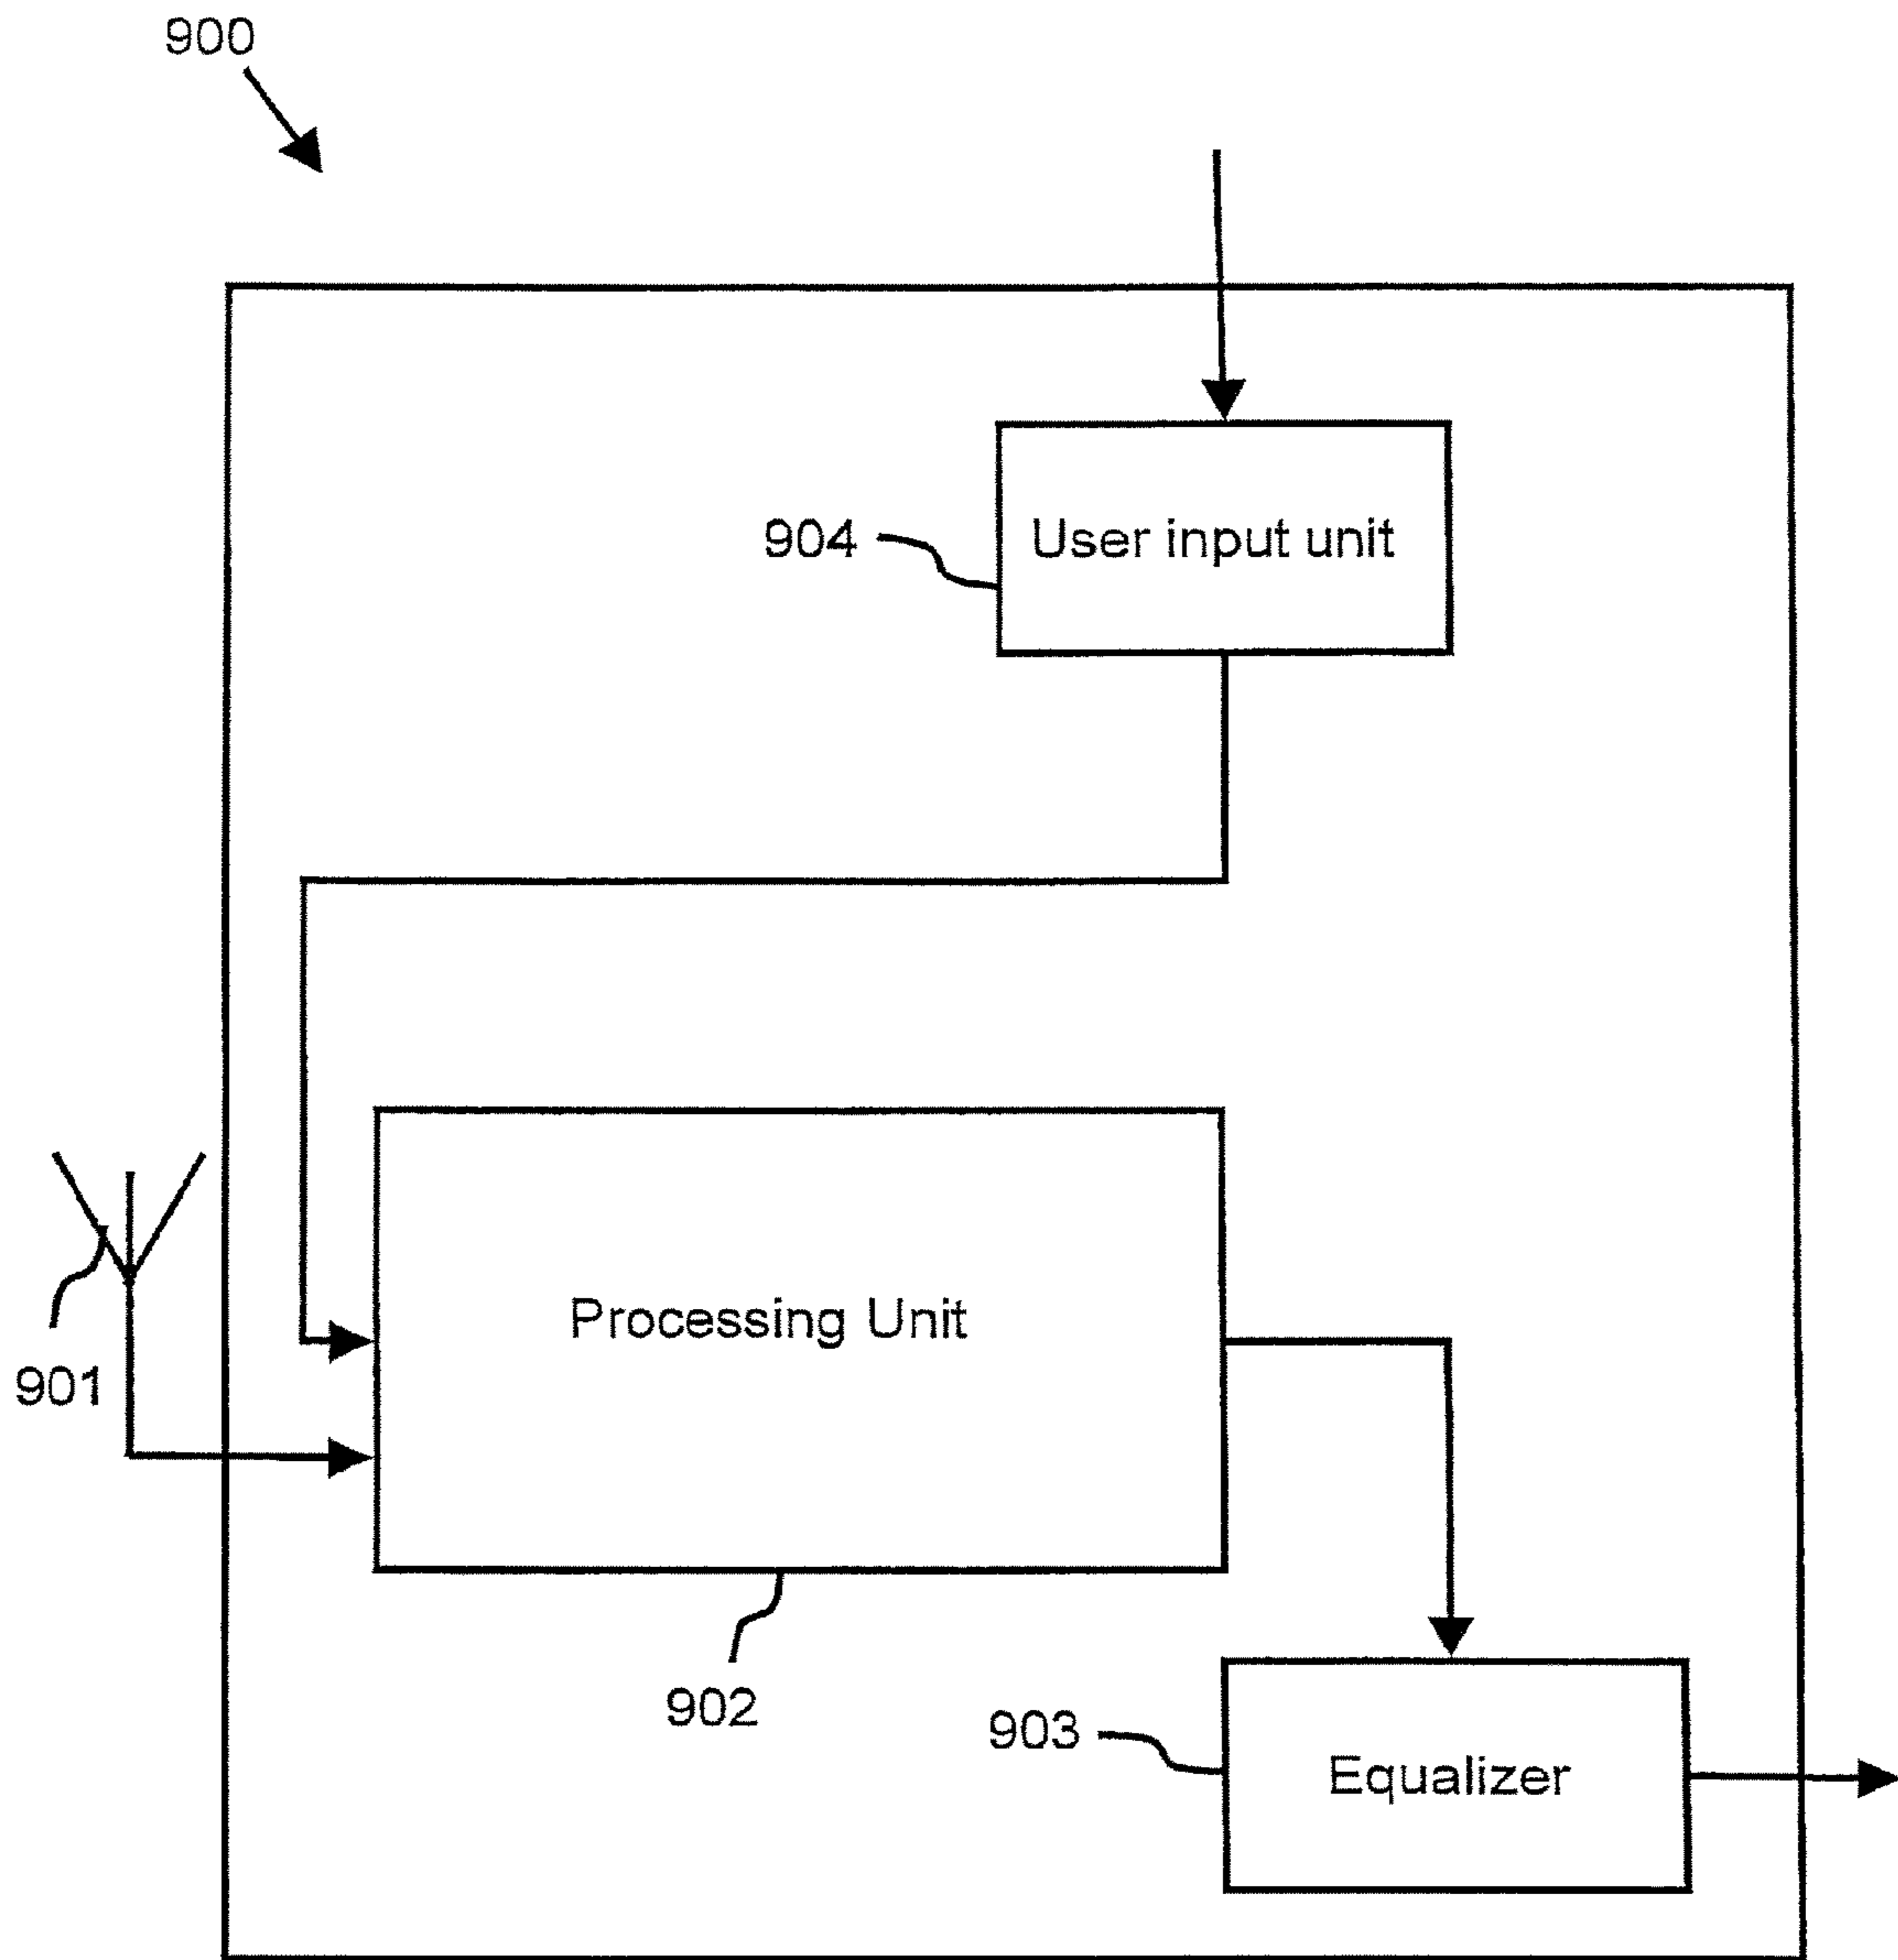 900
904
User input unit
Processing Unit
901
902
903
Equalizer